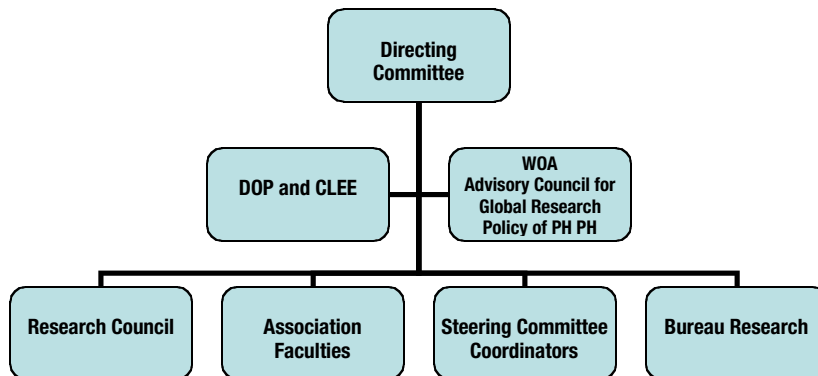 Directing
Committee
DOP and CLEE
WOA
Advisory Council for
Global Research
Policy of PH PH
Research Council
Association
Faculties
Steering Committee
Coordinators
Bureau Research